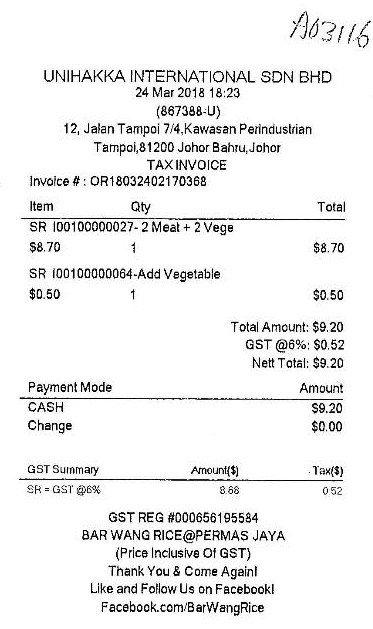 A03116
UNIHAKKA INTERNATIONAL SDN BHD
24 Mar 2018 18:23
(867388-U)
12, Jalan Tampoi 7/4,Kawasan Perindustrian
Tampoi,81200 Johor Bahru,Johor
TAX INVOICE
Invoice # : OR18032402170368
Item Qty Total
SR I00100000027- 2 Meat + 2 Vege
$8.70 1 $8.70
SR I00100000064-Add Vegetable
$0.50 1 $0.50
Total Amount: $9.20
GST @6%: $0.52
Nett Total: $9.20
Payment Mode Amount
CASH $9.20
Change $0.00
GST Summary Amount($) Tax($)
SR = GST @6% 8.68 0.52
GST REG #000656195584
BAR WANG RICE@PERMAS JAYA
(Price Inclusive Of GST)
Thank You & Come Again!
Like and Follow Us on Facebook!
Facebook.com/BarWangRice